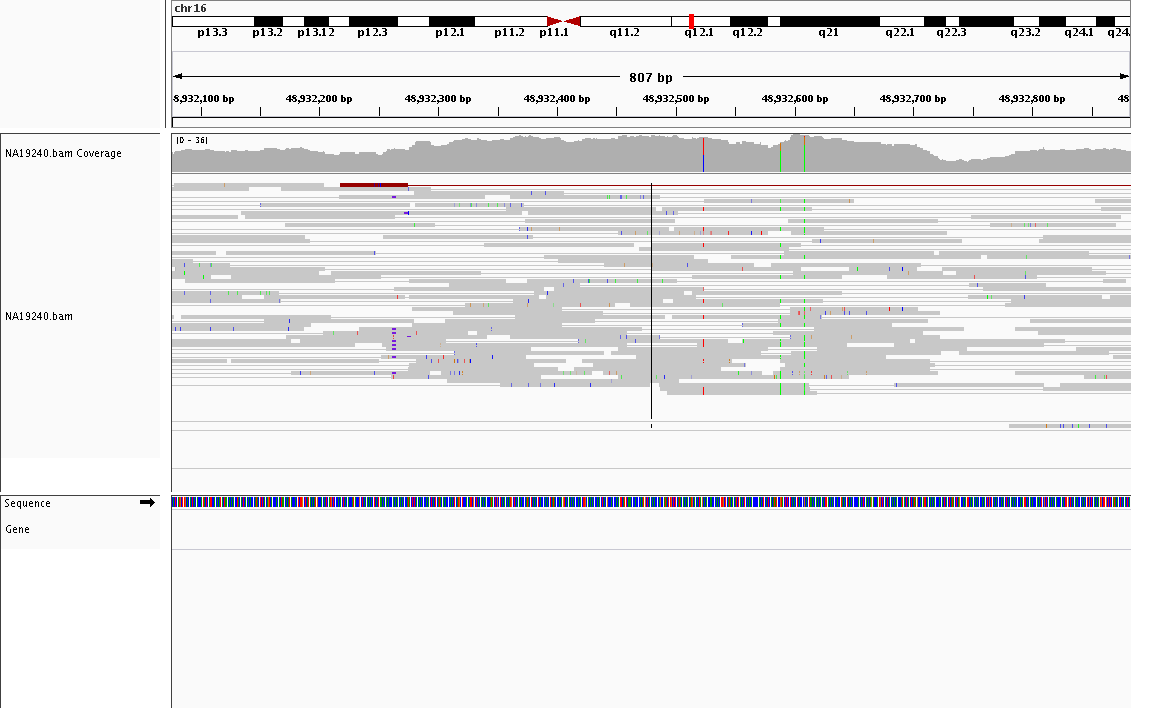 chr16
p13.3 p13.2 p13.12 p12.3 p12.1 p11.2 p11.1 q11.2 q12.1 q12.2 q21 q22.1 q22.3 q23.2 q24.1 q24.
807 bp
48,932,100 bp 48,932,200 bp 48,932,300 bp 48,932,400 bp 48,932,500 bp 48,932,600 bp 48,932,700 bp 48,932,800 bp 48
[0 - 36]
NA19240.bam Coverage
NA19240.bam
Sequence
Gene